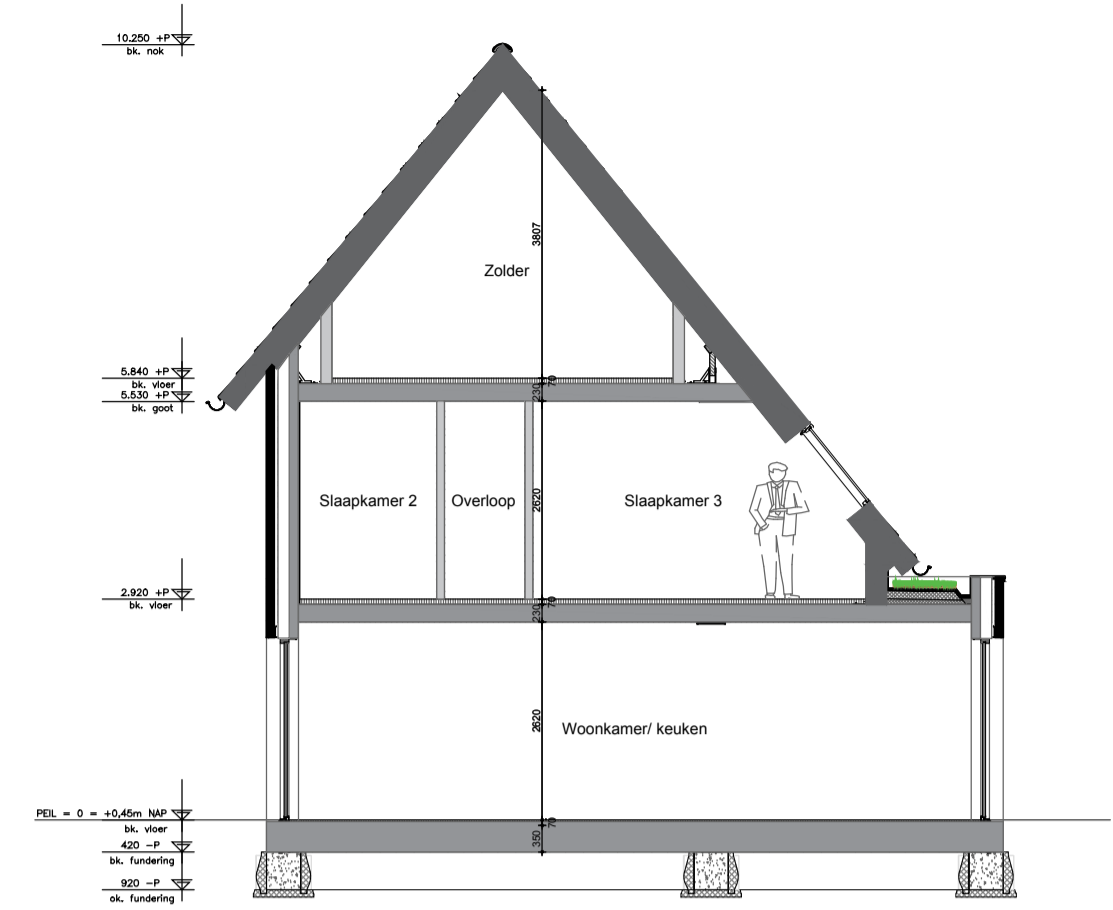 10.250 +P
bk. nok
3807
Zolder
5.840 +P
bk. vloer
70
5.530 +P
230
bk. goot
Slaapkamer 2
Overloop
2620
Slaapkamer 3
2.920 +P
bk. vloer
70
230
2620
Woonkamer/ keuken
PEIL = 0 = +0,45m NAP
bk. vloer
70
350
420 -P
bk. fundering
920 -P
ok. fundering